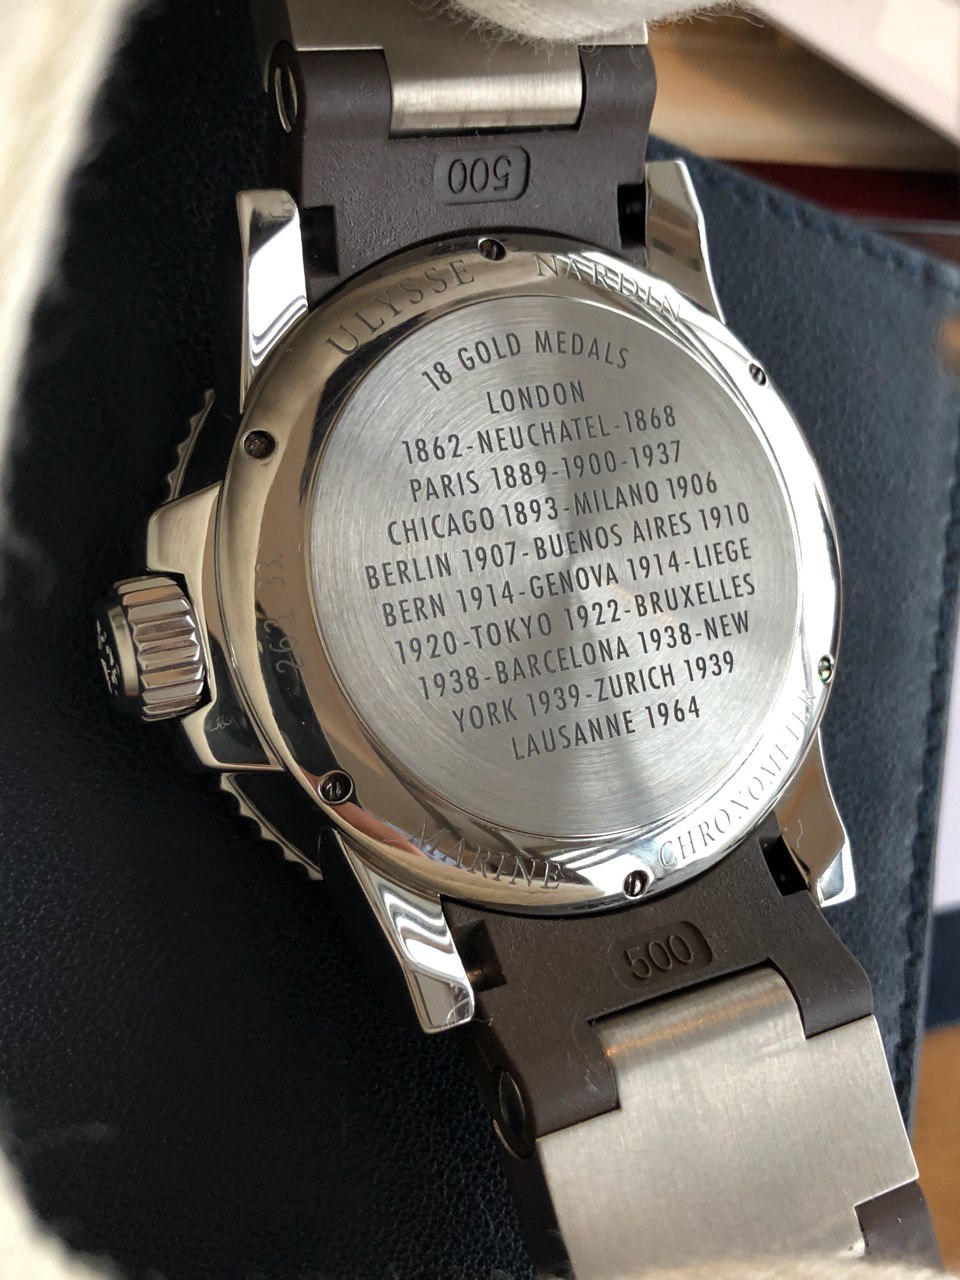 500
ULYSSE NARDIN
18 GOLD MEDALS
LONDON
1862-NEUCHATEL-1868
PARIS 1889-1900-1937
CHICAGO 1893-MILANO 1906
BERLIN 1907-BUENOS AIRES 1910
BERN 1914-GENOVA 1914-LIEGE
1920-TOKYO 1922-BRUXELLES
1938-BARCELONA 1938-NEW
YORK 1939-ZURICH 1939
LAUSANNE 1964
MARINE CHRONOMETER
500